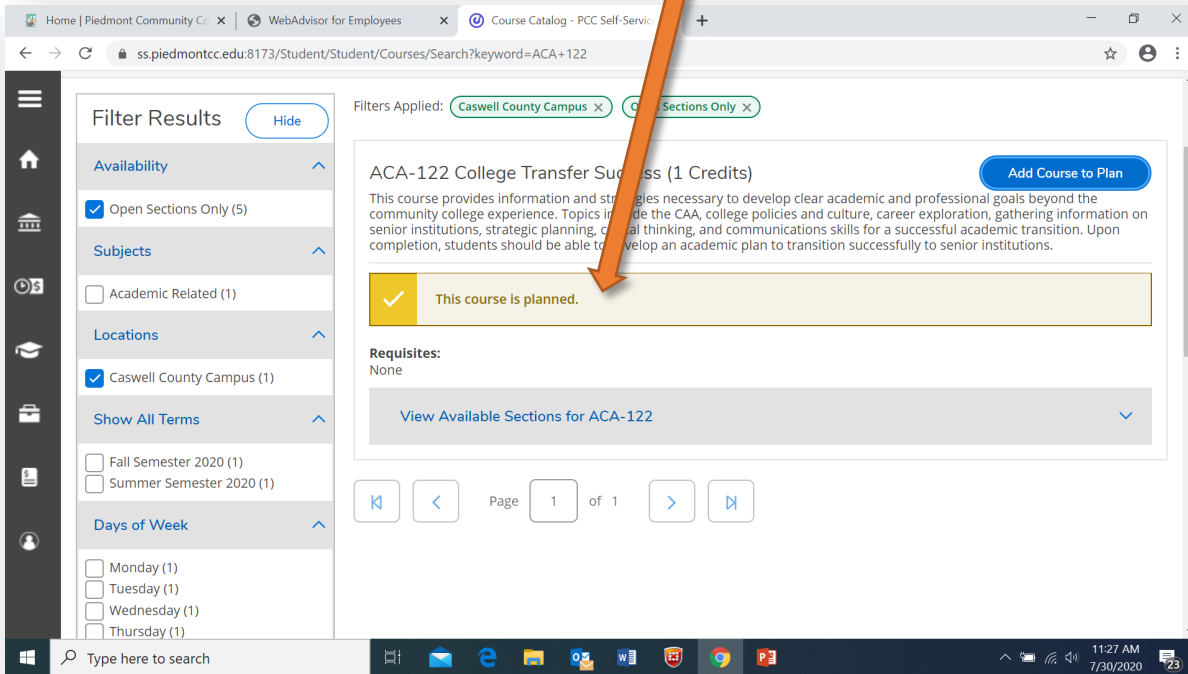 Home | Piedmont Community Co
WebAdvisor for Employees
Course Catalog - PCC Self-Servic
ss.piedmontcc.edu:8173/Student/Student/Courses/Search?keyword=ACA+122
Filter Results
Hide
Availability
Open Sections Only (5)
Subjects
Academic Related (1)
Locations
Caswell County Campus (1)
Show All Terms
Fall Semester 2020 (1)
Summer Semester 2020 (1)
Days of Week
Monday (1)
Tuesday (1)
Wednesday (1)
Thursday (1)
Filters Applied: Caswell County Campus Sections Only
ACA-122 College Transfer Success (1 Credits)
Add Course to Plan
This course provides information and strategies necessary to develop clear academic and professional goals beyond the
community college experience. Topics include the CAA, college policies and culture, career exploration, gathering information on
senior institutions, strategic planning, critical thinking, and communications skills for a successful academic transition. Upon
completion, students should be able to develop an academic plan to transition successfully to senior institutions.
This course is planned.
Requisites:
None
View Available Sections for ACA-122
Page 1 of 1
Type here to search
11:27 AM
7/30/2020
23